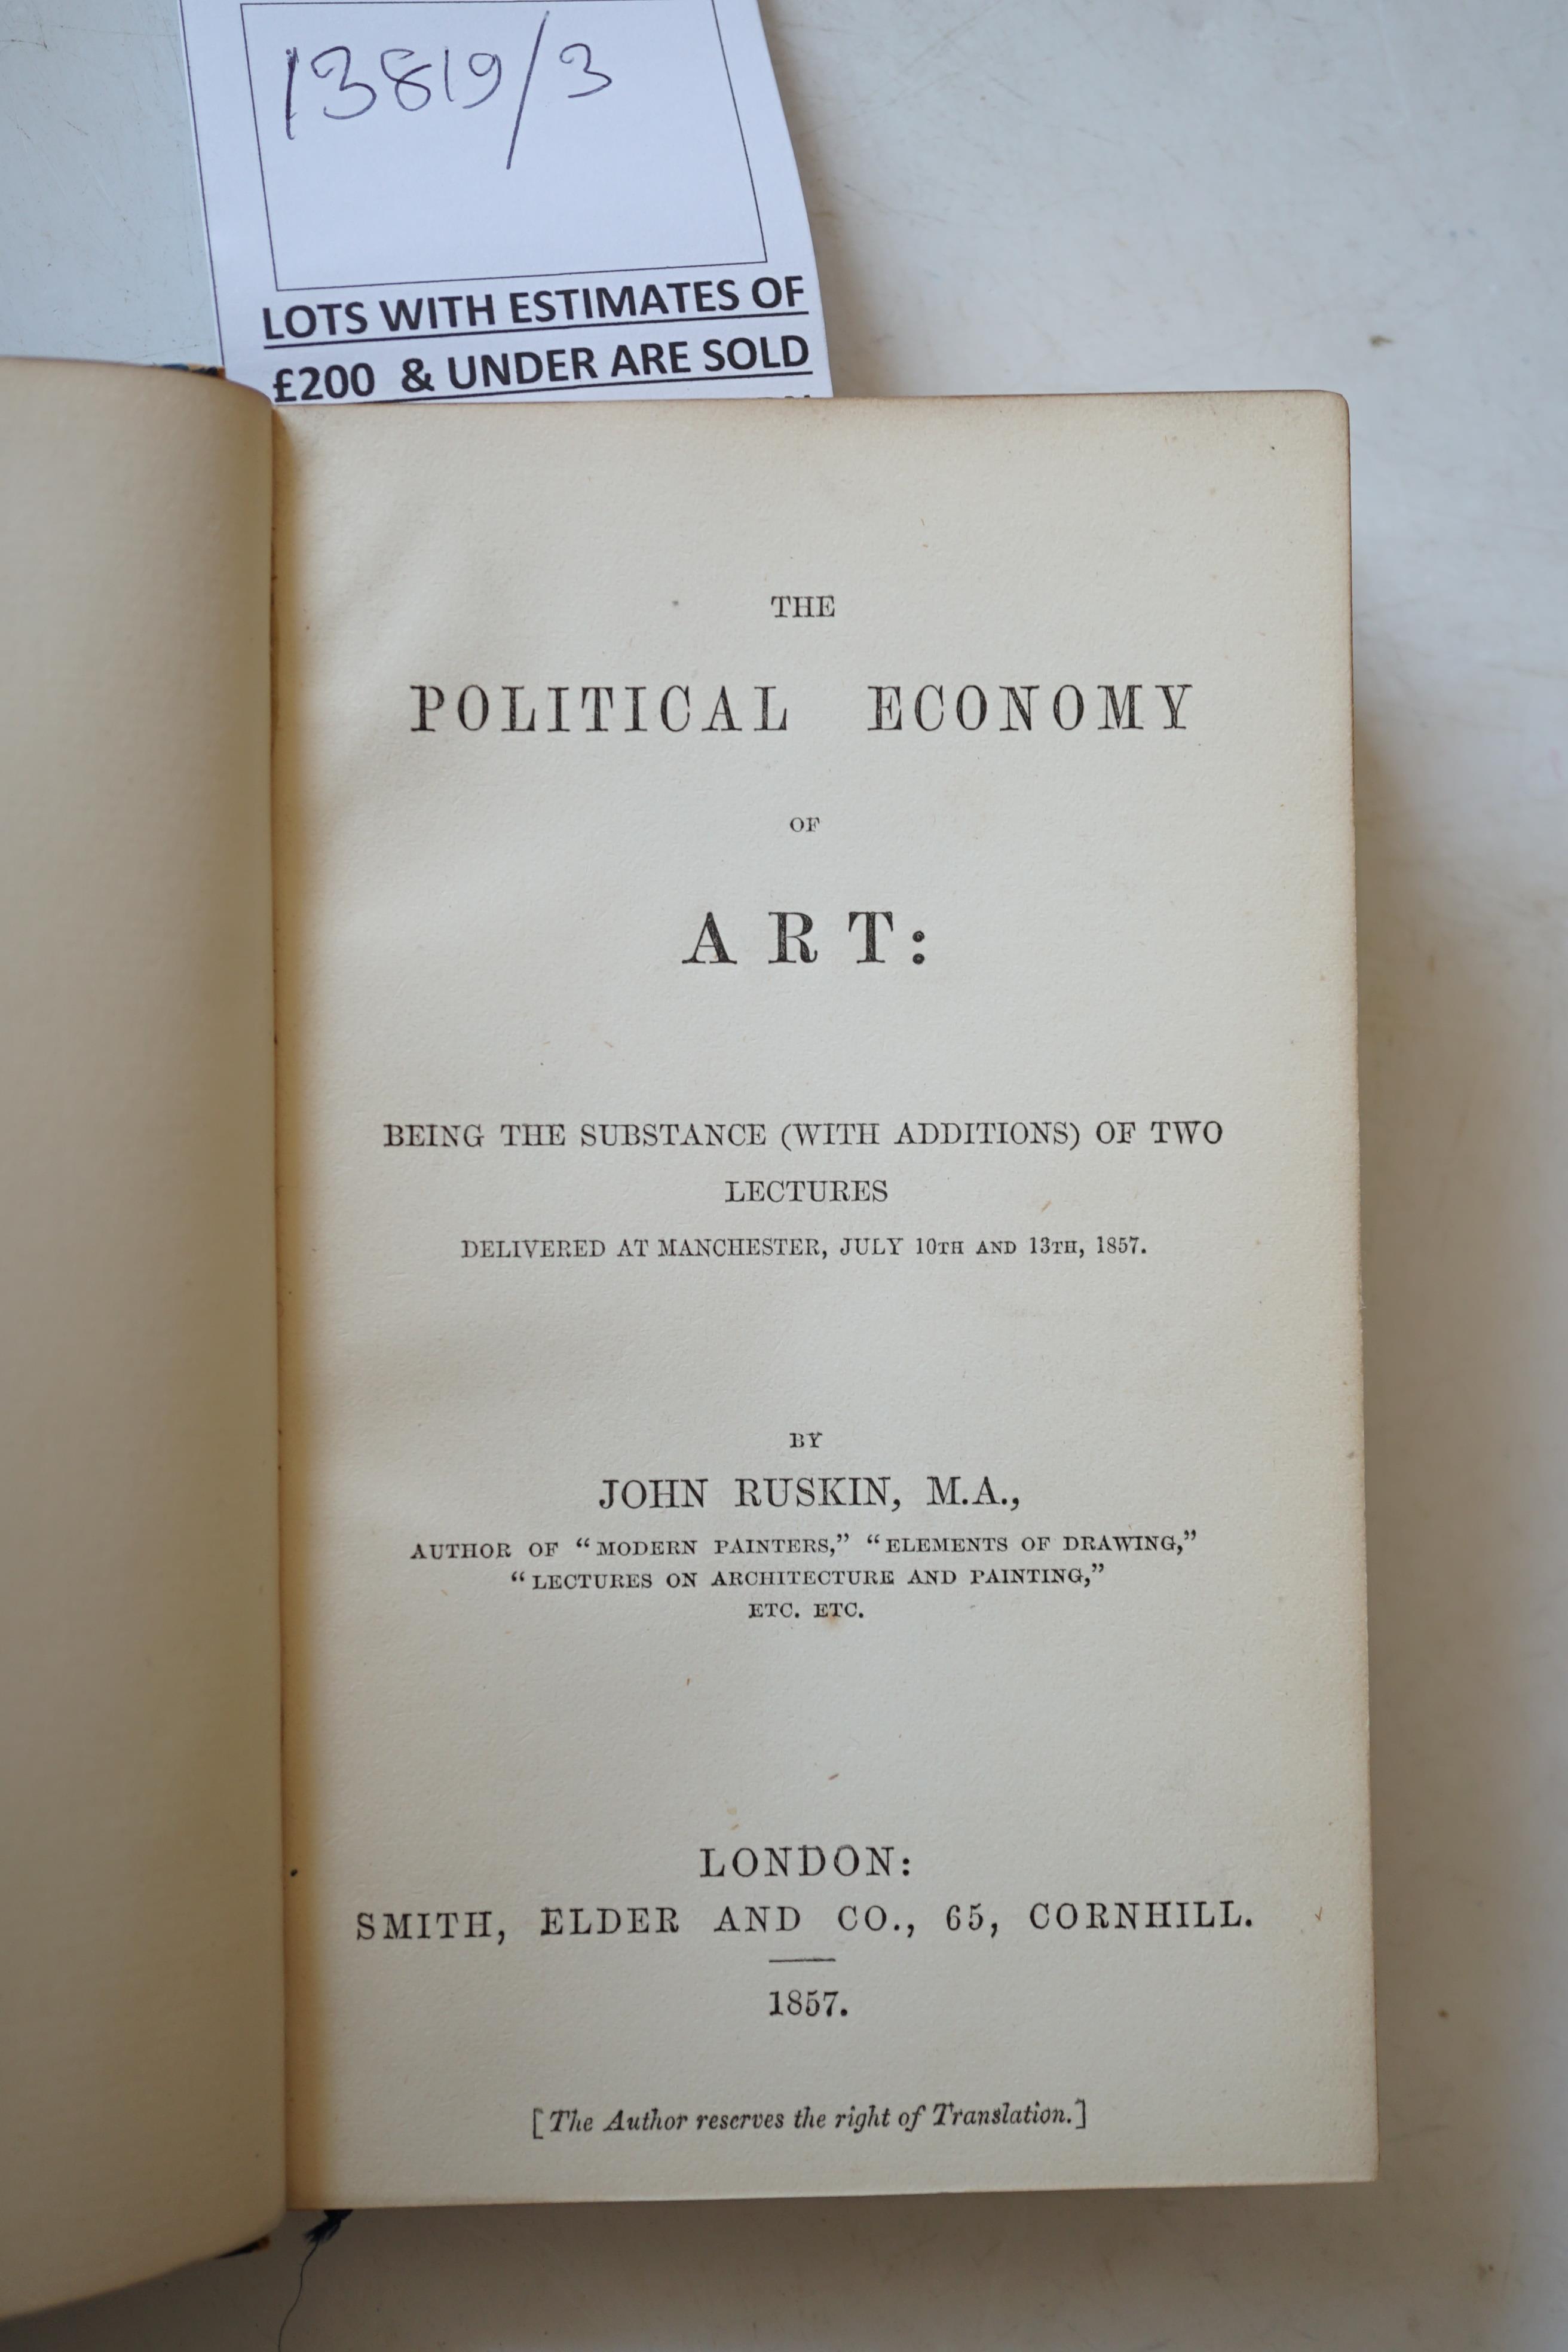 13819/3
LOTS WITH ESTIMATES OF
£200 & UNDER ARE SOLD
THE
POLITICAL ECONOMY
OF
ART:
BEING THE SUBSTANCE (WITH ADDITIONS) OF TWO
LECTURES
DELIVERED AT MANCHESTER, JULY 10TH AND 13TH, 1857.
BY
JOHN RUSKIN, M.A.,
AUTHOR OF “MODERN PAINTERS,” “ELEMENTS OF DRAWING,”
“LECTURES ON ARCHITECTURE AND PAINTING,”
ETC. ETC.
LONDON:
SMITH, ELDER AND CO., 65, CORNHILL.
1857.
[The Author reserves the right of Translation.]